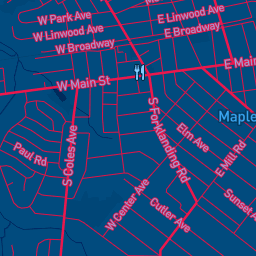 W Park Ave
E Linwood Ave
W Linwood Ave
E Broadway
W Broadway
E Main
W Main St
Maple
S Forklanding Rd
Elm Ave
Paul Rd
S Coles Ave
E Mill Rd
W Center Ave
Cutler Ave
Sunset A